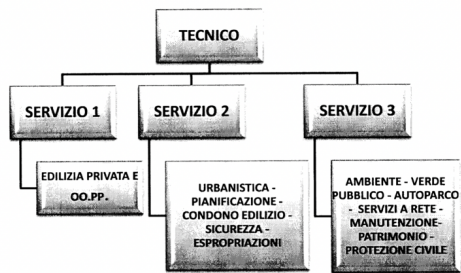 TECNICO
SERVIZIO 1
SERVIZIO 2
SERVIZIO 3
EDILIZIA PRIVATA E
OO.PP.
URBANISTICA -
PIANIFICAZIONE -
CONDONO EDILIZIO -
SICUREZZA -
ESPROPRIAZIONI
AMBIENTE - VERDE
PUBBLICO - AUTOPARCO
- SERVIZI A RETE -
MANUTENZIONE-
PATRIMONIO -
PROTEZIONE CIVILE